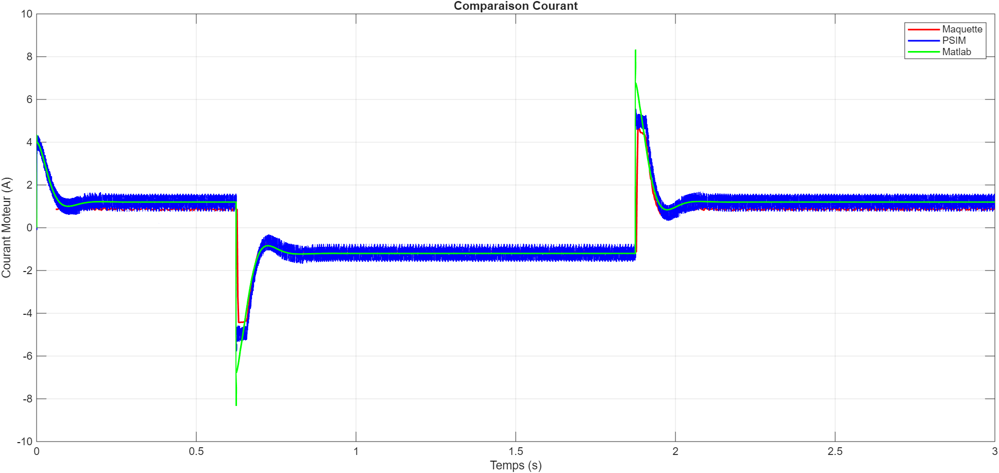 Comparaison Courant
Maquette
PSIM
Matlab
Courant Moteur (A)
10
8
6
4
2
0
-2
-4
-6
-8
-10
0 0.5 1 1.5 2 2.5 3
Temps (s)